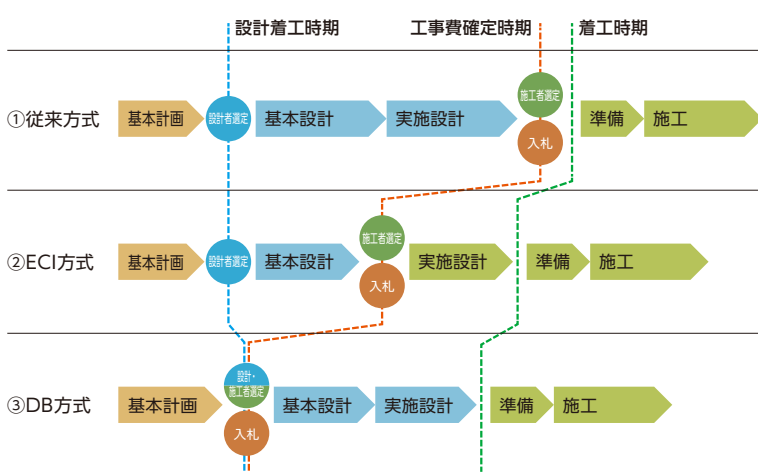 設計着工時期 工事費確定時期 着工時期
①従来方式 基本計画 設計者選定 基本設計 実施設計 施工者選定 入札 準備 施工
②ECI方式 基本計画 設計者選定 基本設計 施工者選定 入札 実施設計 準備 施工
③DB方式 基本計画 設計・施工者選定 入札 基本設計 実施設計 準備 施工